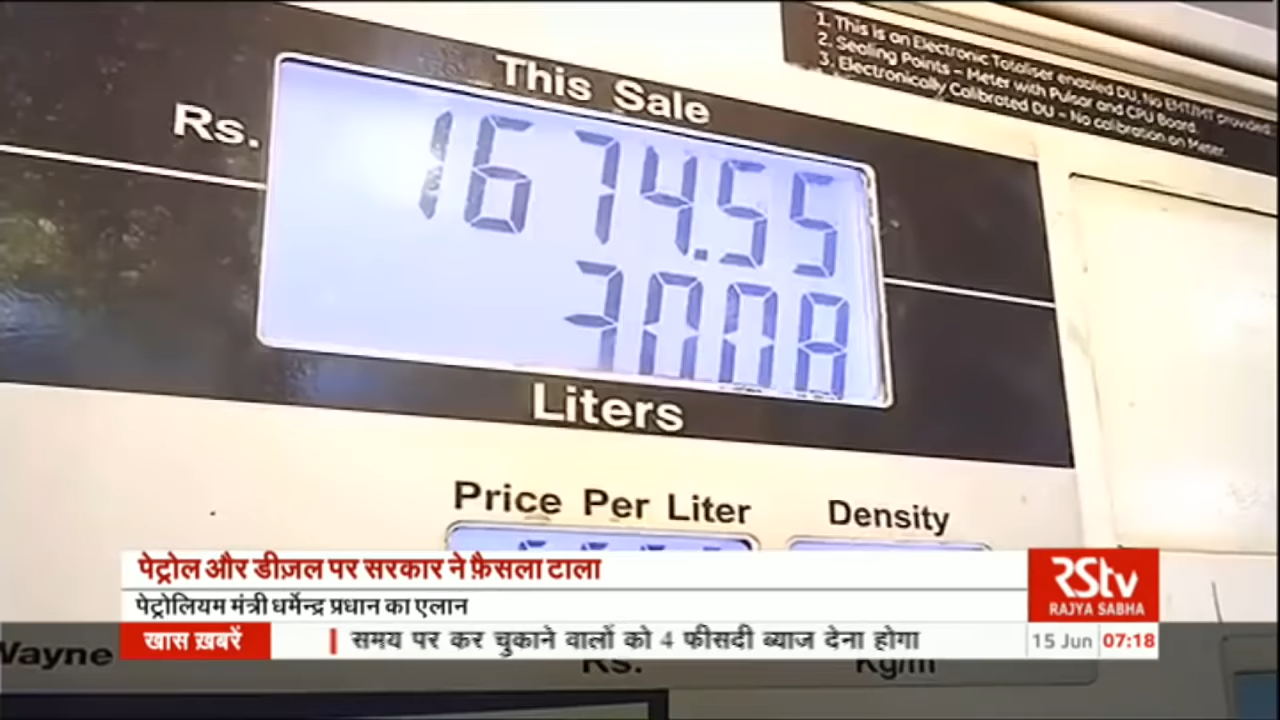 1. This is an Electronic Totaliser enabled DU, No EMT/MT provided.
2. Sealing Points – Meter with Pulsar and CPU Board.
3. Electronically Calibrated DU – No calibration on Meter.
This Sale
Rs. 1674.55
3008
Liters
Price Per Liter
Density
पेट्रोल और डीज़ल पर सरकार ने फ़ैसला टाला
पेट्रोलियम मंत्री धर्मेन्द्र प्रधान का एलान
RStv
RAJYA SABHA
खास ख़बरें
समय पर कर चुकाने वालों को 4 फीसदी ब्याज देना होगा
15 Jun 07:18
Wayne
Rs.
Kg/m